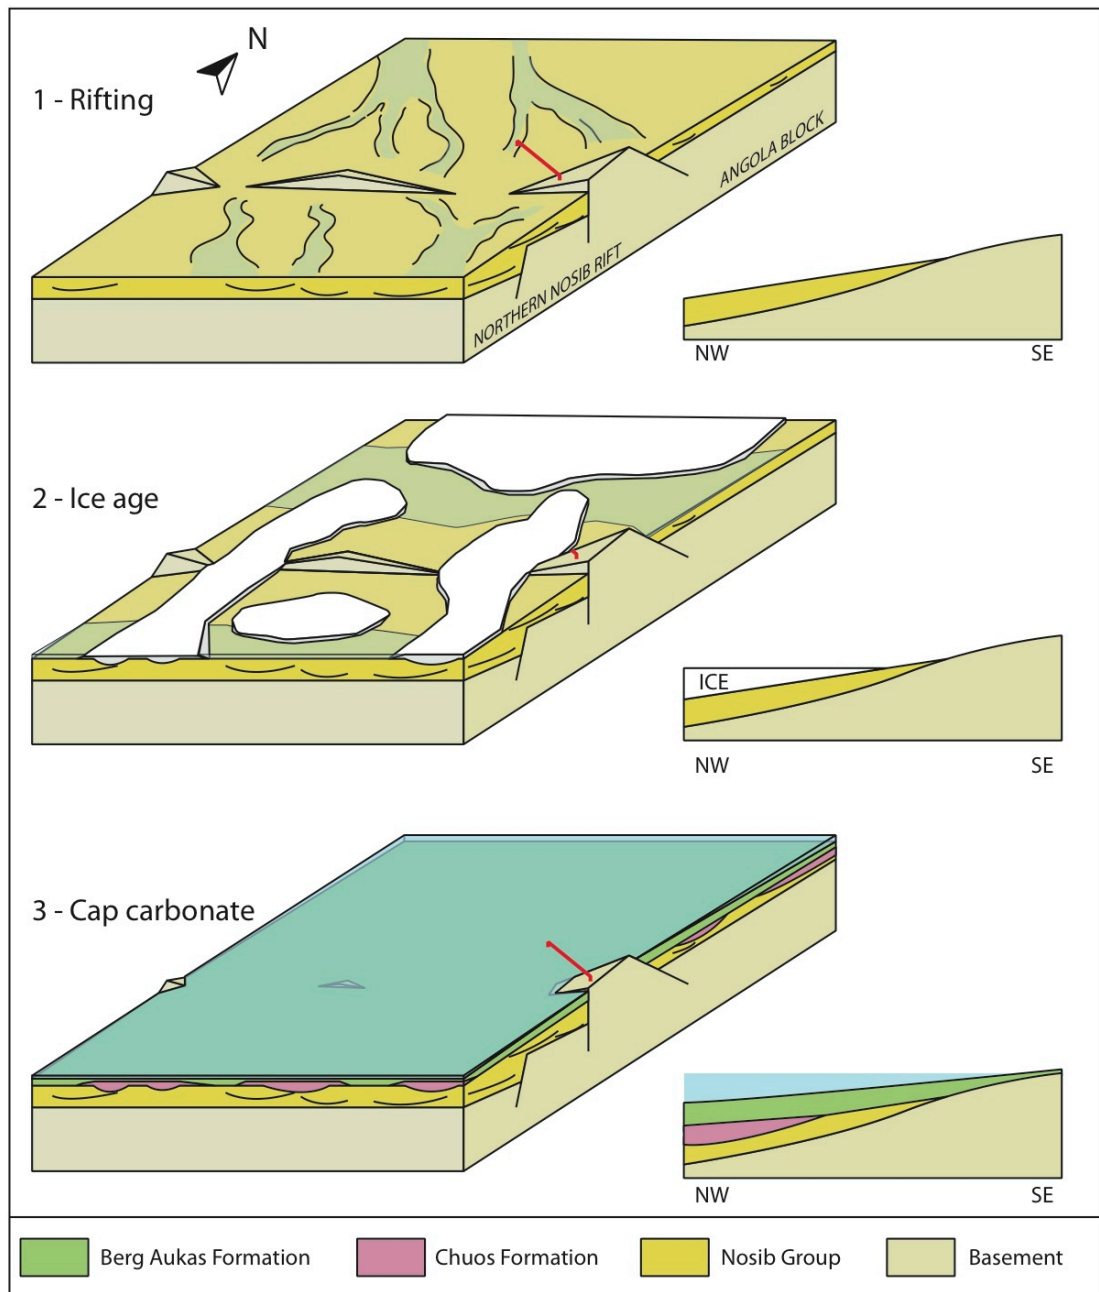 N
1 - Rifting
ANGOLA BLOCK
NORTHERN NOSIB RIFT
NW
SE
2 - Ice age
ICE
NW
SE
3 - Cap carbonate
NW
SE
Berg Aukas Formation
Chuos Formation
Nosib Group
Basement